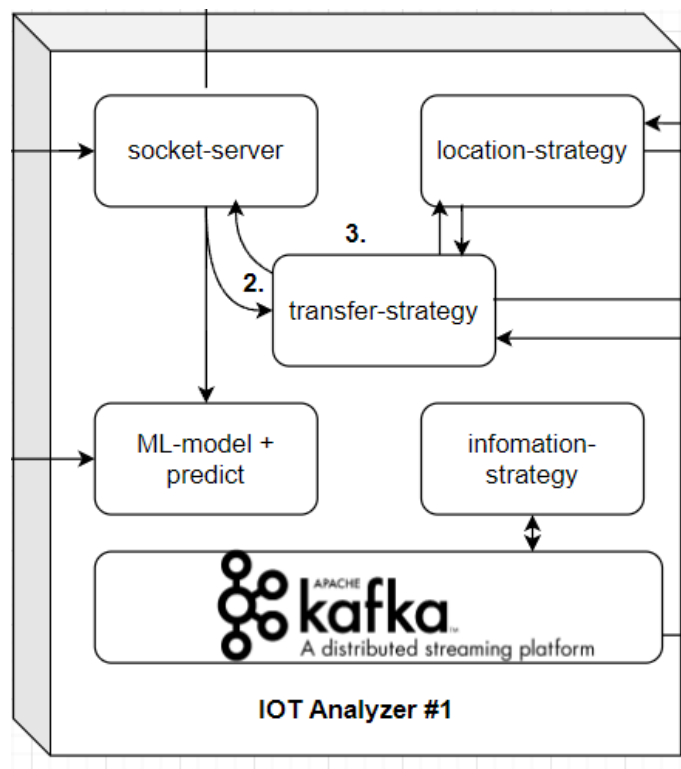 socket-server
location-strategy
3.
2.
transfer-strategy
ML-model +
predict
infomation-
strategy
APACHE
kafka™
A distributed streaming platform
IOT Analyzer #1